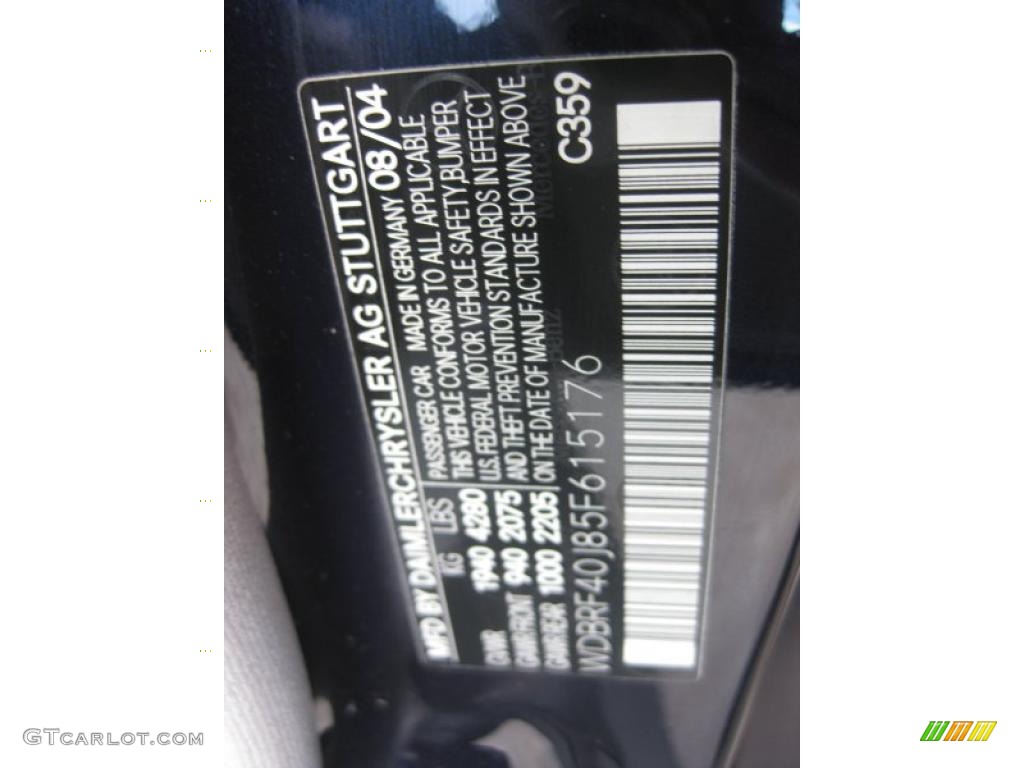 MFD BY DAIMLERCHRYSLER AG STUTTGART
KG LBS PASSENGER CAR MADE IN GERMANY 08/04
GVWR 1940 4280 THIS VEHICLE CONFORMS TO ALL APPLICABLE
U.S. FEDERAL MOTOR VEHICLE SAFETY,BUMPER
GAWR FRONT 940 2075 AND THEFT PREVENTION STANDARDS IN EFFECT
GAWR REAR 1000 2205 ON THE DATE OF MANUFACTURE SHOWN ABOVE
WDBRF40J85F615176 C359
GTCARLOT.COM